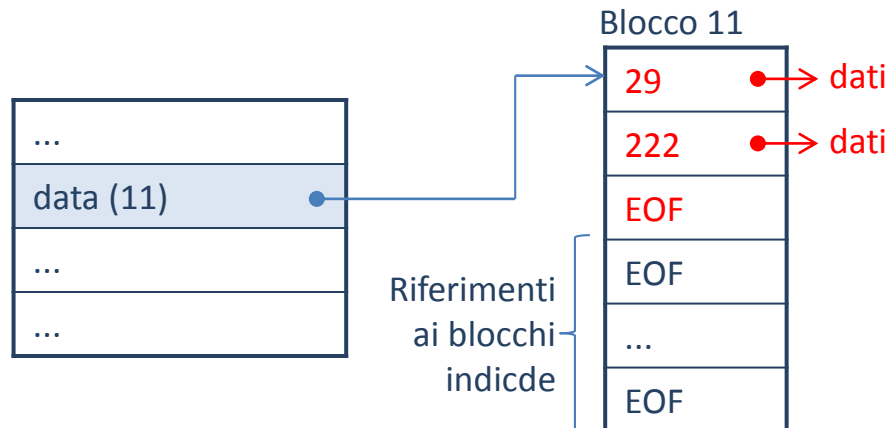 Blocco 11
29 dati
...
222 dati
data (11)
EOF
...
EOF
Riferimenti
ai blocchi
indicde
...
...
EOF